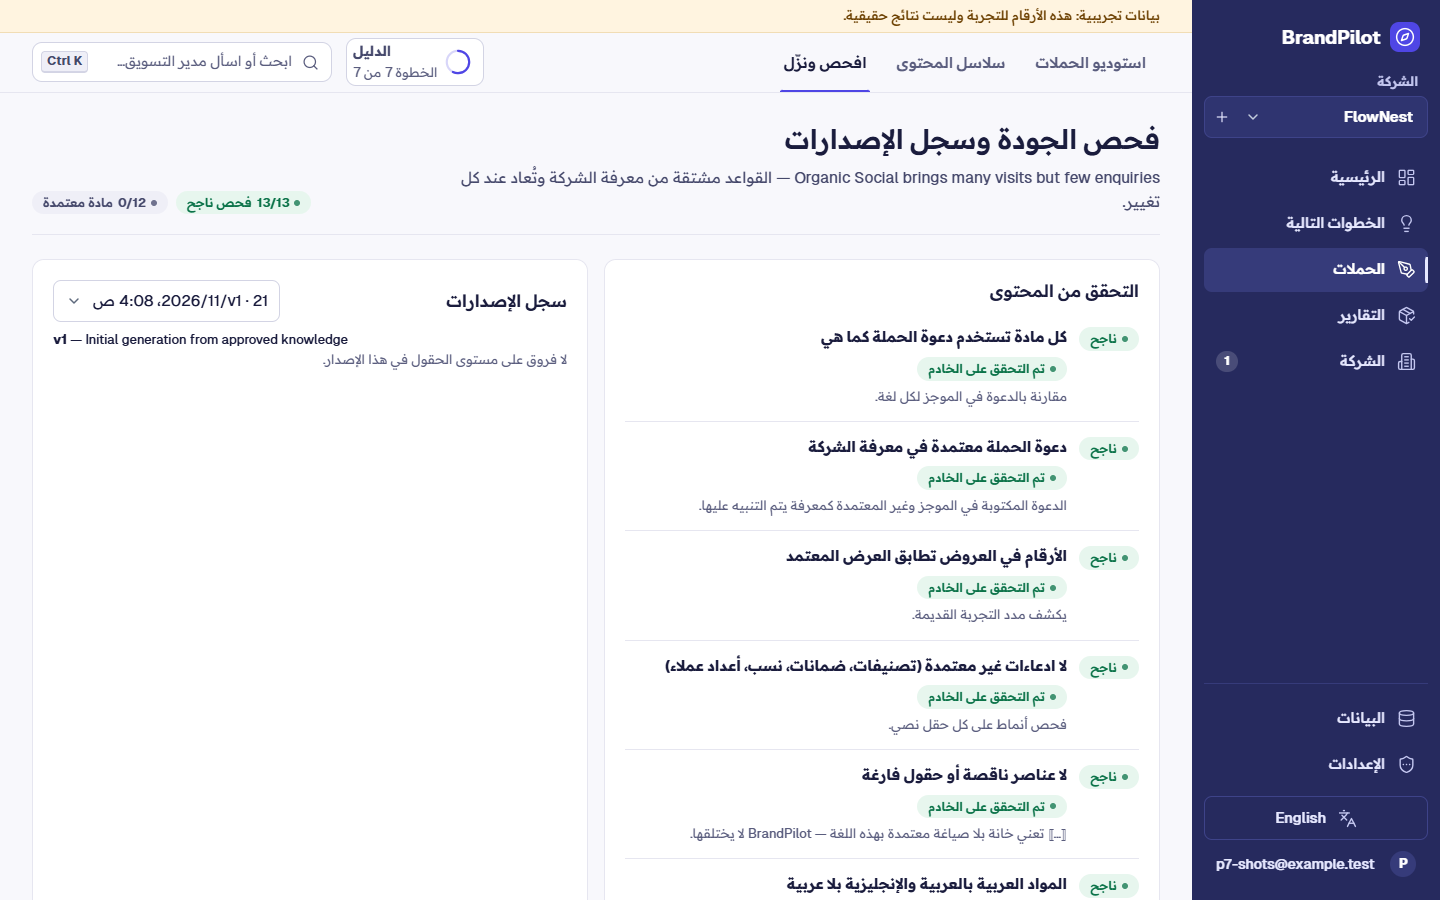 بيانات تجريبية: هذه الأرقام للتجربة وليست نتائج حقيقية.
BrandPilot
الشركة
FlowNest
الرئيسية
الخطوات التالية
الحملات
التقارير
الشركة
1
البيانات
الإعدادات
English
p7-shots@example.test
P
استوديو الحملات
سلاسل المحتوى
افحص ونزّل
الدليل
الخطوة 7 من 7
ابحث أو اسأل مدير التسويق...
Ctrl K
فحص الجودة وسجل الإصدارات
Organic Social brings many visits but few enquiries — القواعد مشتقة من معرفة الشركة وتُعاد عند كل
تغيير.
13/13 فحص ناجح
0/12 مادة معتمدة
التحقق من المحتوى
ناجح
كل مادة تستخدم دعوة الحملة كما هي
تم التحقق على الخادم
مقارنة بالدعوة في الموجز لكل لغة.
ناجح
دعوة الحملة معتمدة في معرفة الشركة
تم التحقق على الخادم
الدعوة المكتوبة في الموجز وغير المعتمدة كمعرفة يتم التنبيه عليها.
ناجح
الأرقام في العروض تطابق العرض المعتمد
تم التحقق على الخادم
يكشف مدد التجربة القديمة.
ناجح
لا ادعاءات غير معتمدة (تصنيفات، ضمانات، نسب، أعداد عملاء)
تم التحقق على الخادم
فحص أنماط على كل حقل نصي.
ناجح
لا عناصر ناقصة أو حقول فارغة
تم التحقق على الخادم
⟦…⟧ تعني خانة بلا صياغة معتمدة بهذه اللغة — BrandPilot لا يختلقها.
ناجح
المواد العربية بالعربية والإنجليزية بلا عربية
سجل الإصدارات
v1 · 21‏/11‏/2026، 4:08 ص
v1 — Initial generation from approved knowledge
لا فروق على مستوى الحقول في هذا الإصدار.